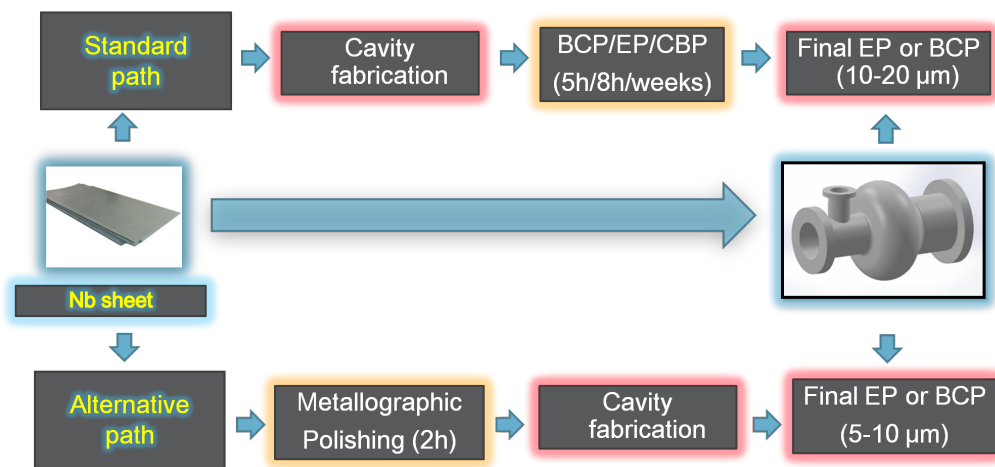 Standard
path
Cavity
fabrication
BCP/EP/CBP
(5h/8h/weeks)
Final EP or BCP
(10-20 µm)
Nb sheet
Alternative
path
Metallographic
Polishing (2h)
Cavity
fabrication
Final EP or BCP
(5-10 µm)